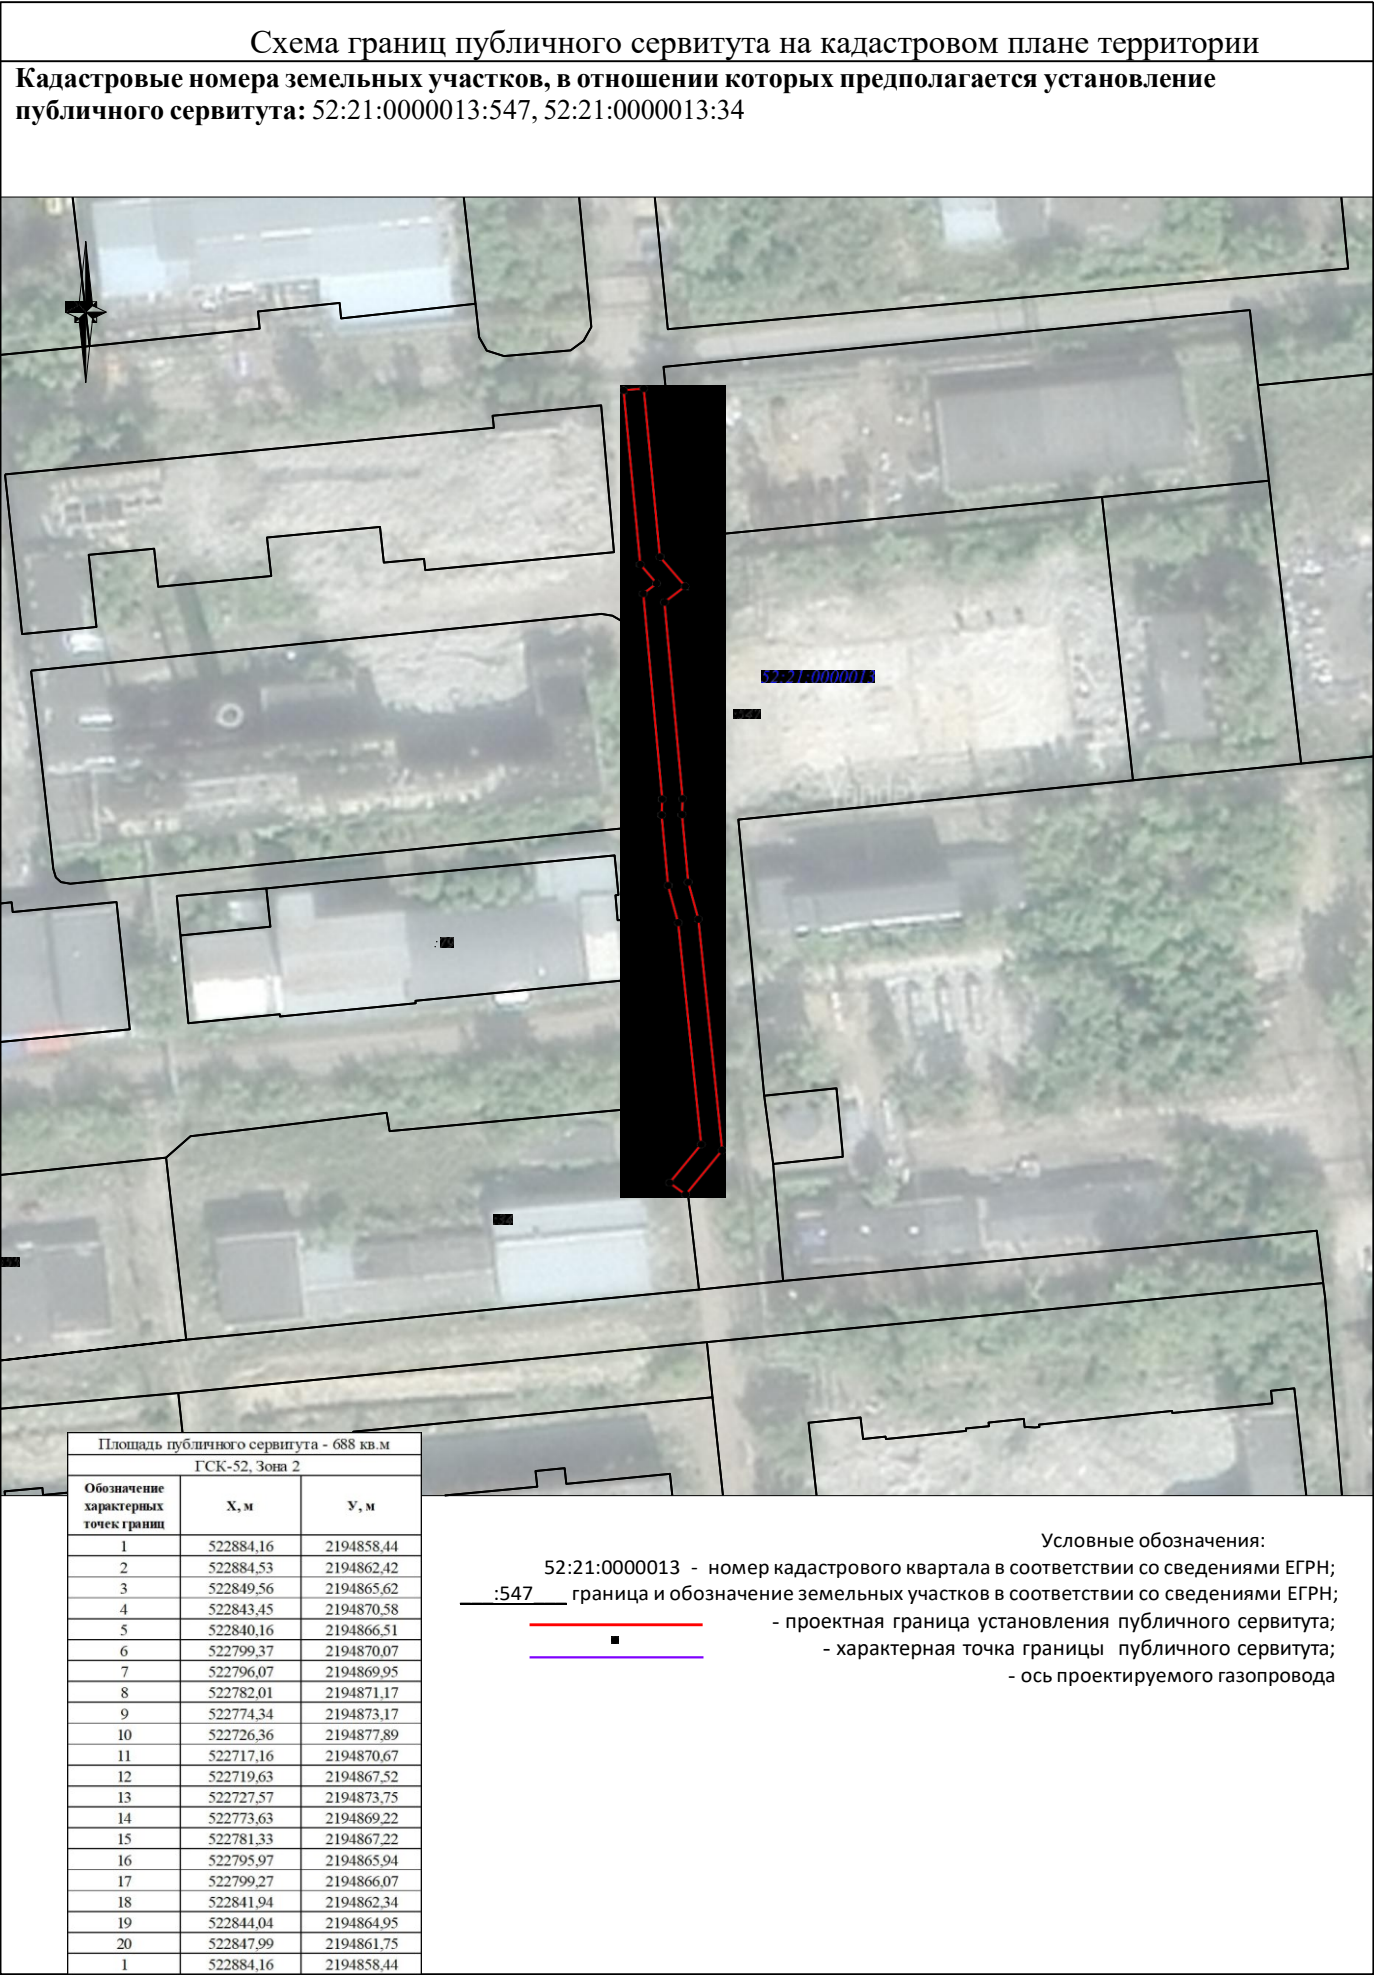 Схема границ публичного сервитута на кадастровом плане территории
Кадастровые номера земельных участков, в отношении которых предполагается установление
публичного сервитута: 52:21:0000013:547, 52:21:0000013:34
52:21:0000013
Площадь публичного сервитута - 688 кв.м
ГСК-52, Зона 2
Обозначение характерных точек границ X, м У, м
1 522884,16 2194858,44
2 522884,53 2194862,42
3 522849,56 2194865,62
4 522843,45 2194870,58
5 522840,16 2194866,51
6 522799,37 2194870,07
7 522796,07 2194869,95
8 522782,01 2194871,17
9 522774,34 2194873,17
10 522726,36 2194877,89
11 522717,16 2194870,67
12 522719,63 2194867,52
13 522727,57 2194873,75
14 522773,63 2194869,22
15 522781,33 2194867,22
16 522795,97 2194865,94
17 522799,27 2194866,07
18 522841,94 2194862,34
19 522844,04 2194864,95
20 522847,99 2194861,75
1 522884,16 2194858,44
Условные обозначения:
52:21:0000013 - номер кадастрового квартала в соответствии со сведениями ЕГРН;
:547 граница и обозначение земельных участков в соответствии со сведениями ЕГРН;
- проектная граница установления публичного сервитута;
- характерная точка границы публичного сервитута;
- ось проектируемого газопровода